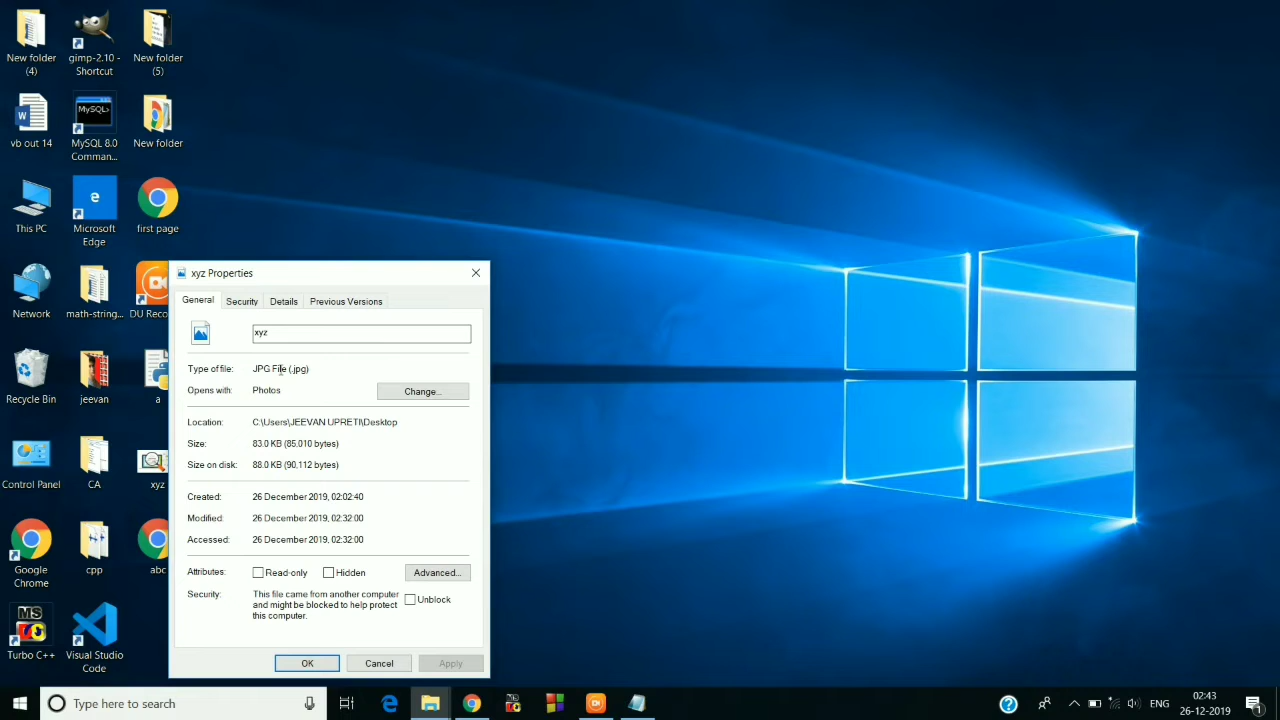 New folder
(4)
gimp-2.10 -
Shortcut
New folder
(5)
W
vb out 14
MySQL>
MySQL 8.0
Comman...
New folder
This PC
e
Microsoft
Edge
first page
Network
math-string...
DU Reco
Recycle Bin
jeevan
a
Control Panel
CA
xyz
Google
Chrome
cpp
abc
MS
Turbo C++
Visual Studio
Code
xyz Properties
General
Security
Details
Previous Versions
xyz
Type of file:
JPG File (.jpg)
Opens with:
Photos
Change...
Location:
C:\Users\JEEVAN UPRETI\Desktop
Size:
83.0 KB (85,010 bytes)
Size on disk:
88.0 KB (90,112 bytes)
Created:
26 December 2019, 02:02:40
Modified:
26 December 2019, 02:32:00
Accessed:
26 December 2019, 02:32:00
Attributes:
Read-only
Hidden
Advanced...
Security:
This file came from another computer
and might be blocked to help protect
this computer.
Unblock
OK
Cancel
Apply
Type here to search
ENG
02:43
26-12-2019
1